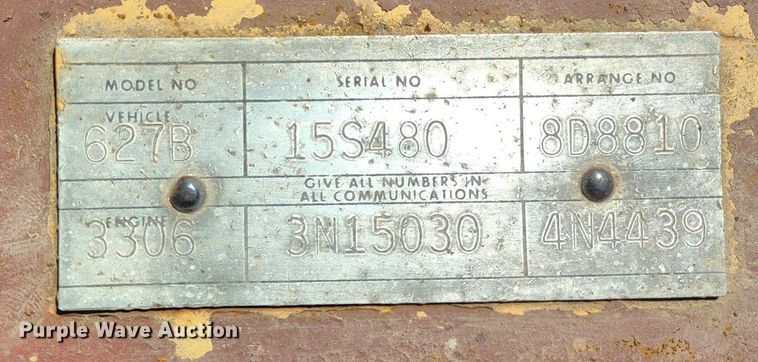 MODEL NO SERIAL NO ARRANGE NO
VEHICLE
627B 15S480 8D8810
GIVE ALL NUMBERS IN
ALL COMMUNICATIONS
ENGINE
3306 3N15030 4N4439
Purple Wave Auction